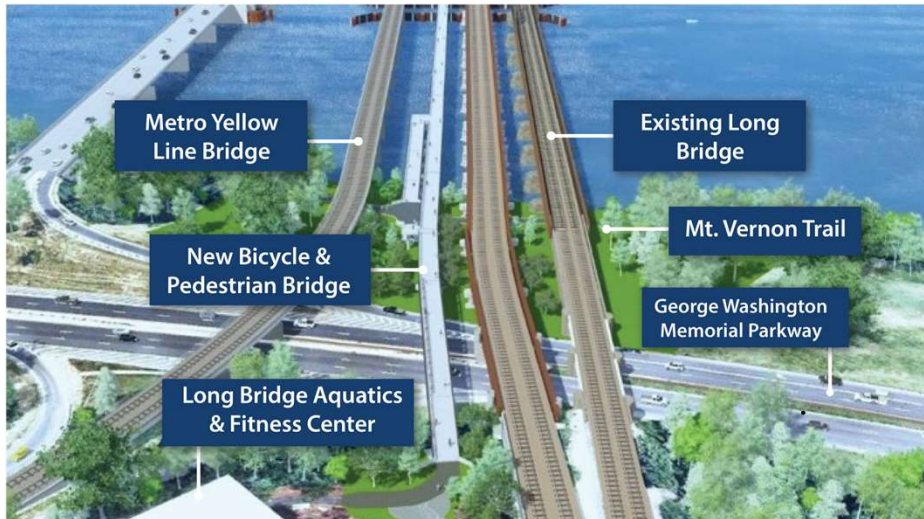 Metro Yellow
Line Bridge
Existing Long
Bridge
Mt. Vernon Trail
New Bicycle &
Pedestrian Bridge
George Washington
Memorial Parkway
Long Bridge Aquatics
& Fitness Center